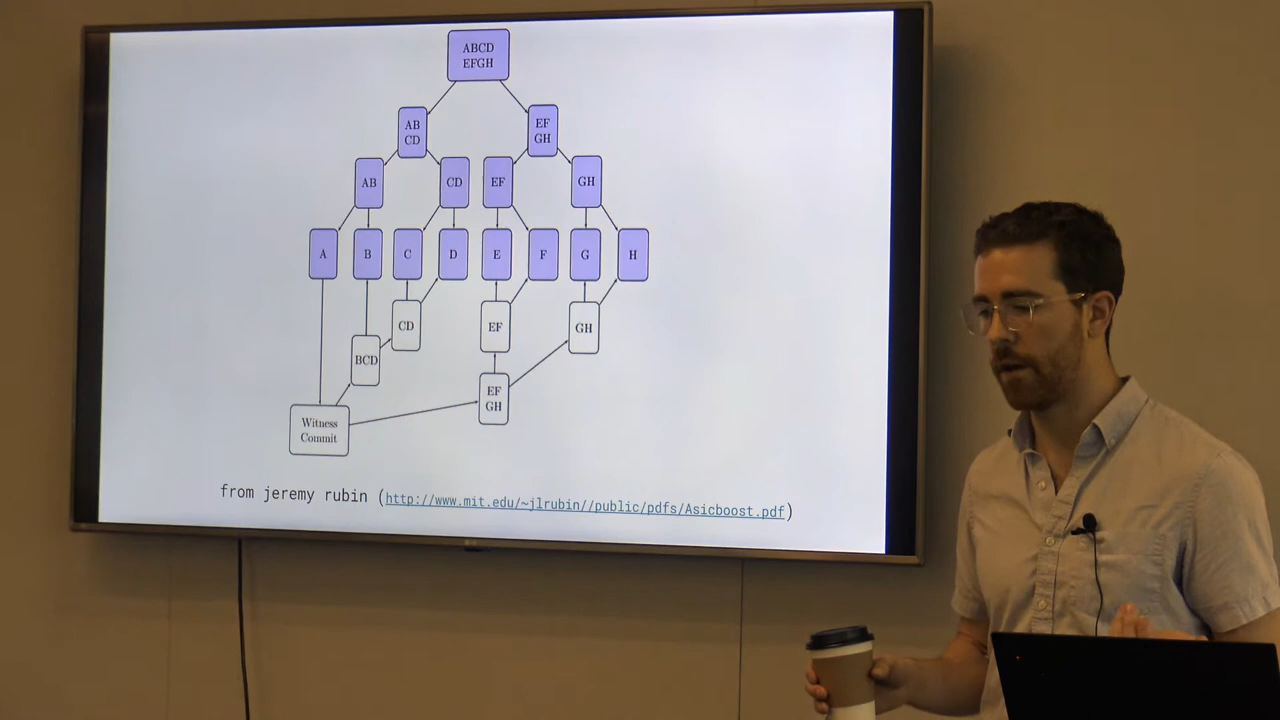 ABCD
EFGH
AB
CD
EF
GH
AB
CD
EF
GH
A
B
C
D
E
F
G
H
CD
EF
GH
BCD
EF
GH
Witness
Commit
from jeremy rubin (http://www.mit.edu/~jlrubin//public/pdfs/Asicboost.pdf)